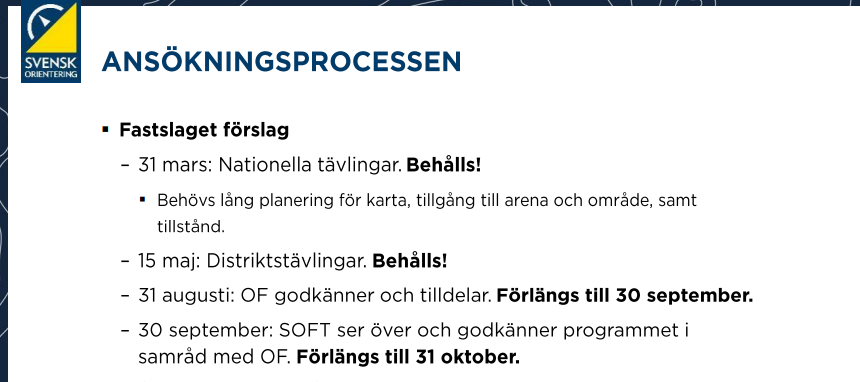 SVENSK
ORIENTERING
ANSÖKNINGSPROCESSEN
▪ Fastslaget förslag
– 31 mars: Nationella tävlingar. Behålls!
▪ Behövs lång planering för karta, tillgång till arena och område, samt
tillstånd.
– 15 maj: Distriktstävlingar. Behålls!
– 31 augusti: OF godkänner och tilldelar. Förlängs till 30 september.
– 30 september: SOFT ser över och godkänner programmet i
samråd med OF. Förlängs till 31 oktober.